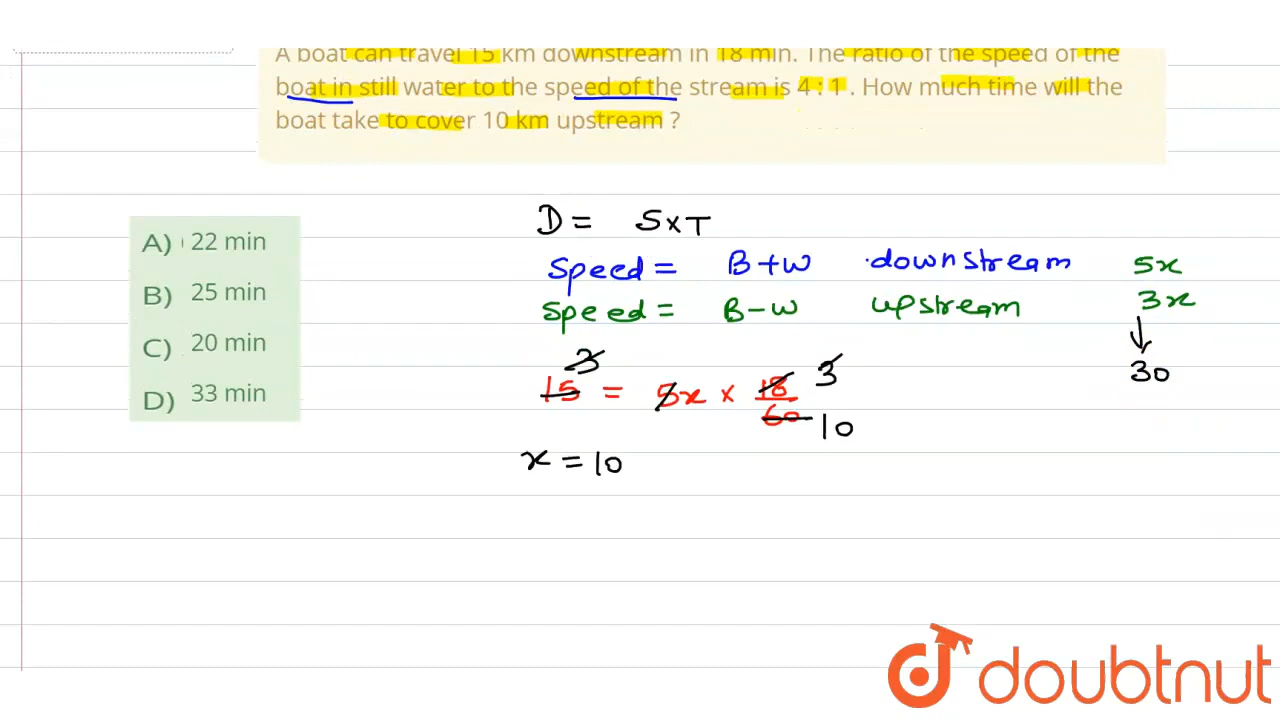 A boat can travel 15 km downstream in 18 min. The ratio of the speed of the
boat in still water to the speed of the stream is 4 : 1 . How much time will the
boat take to cover 10 km upstream ?
A) 22 min
B) 25 min
C) 20 min
D) 33 min
D = S x T
Speed = B + W downstream 5x
Speed = B - W upstream 3x
30
3
15 = 5x x 18/60 3
10
x = 10
doubtnut